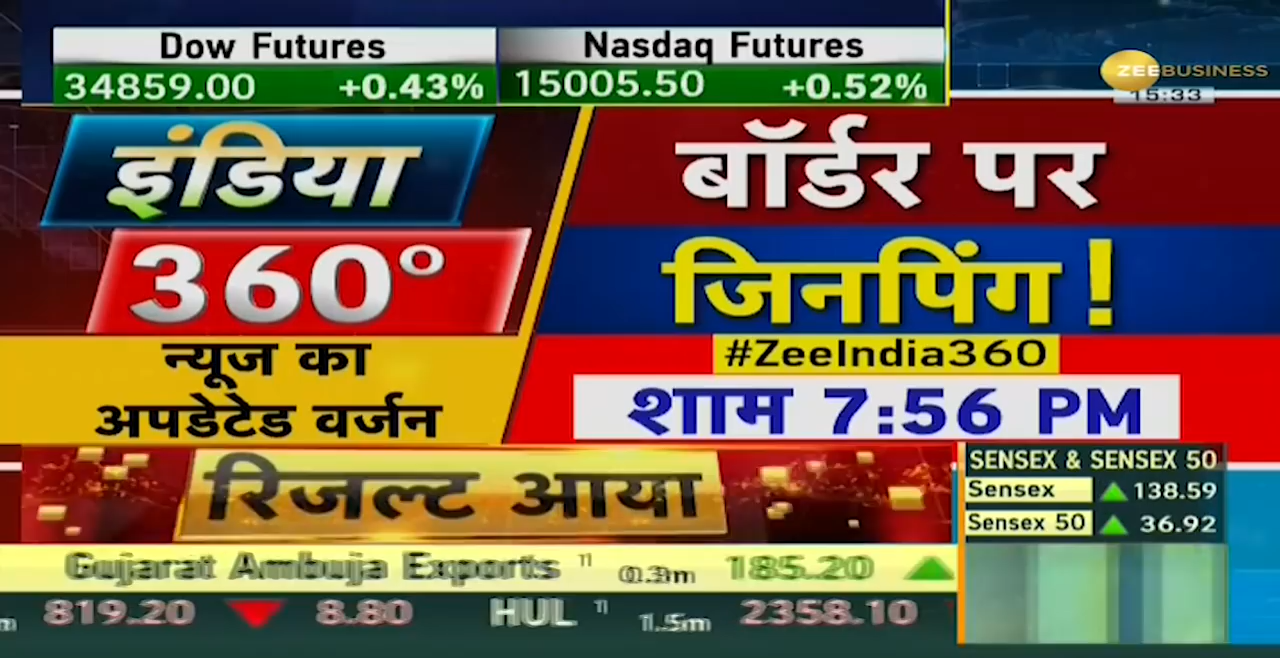 Dow Futures
34859.00 +0.43%
Nasdaq Futures
15005.50 +0.52%
ZEEBUSINESS
15:33
इंडिया
360°
न्यूज का
अपडेटेड वर्जन
बॉर्डर पर
जिनपिंग!
#ZeeIndia360
शाम 7:56 PM
रिजल्ट आया
SENSEX & SENSEX 50
Sensex ▲ 138.59
Sensex 50 ▲ 36.92
Gujarat Ambuja Exports 185.20 ▲
819.20 ▼ 8.80 HUL 1.5m 2358.10